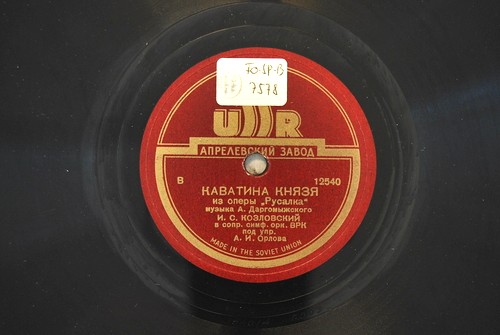 FO-SP-B
7578
USSR
АПРЕЛЕВСКИЙ ЗАВОД
В 12540
КАВАТИНА КНЯЗЯ
из оперы „Русалка"
музыка А. Даргомыжского
И. С. КОЗЛОВСКИЙ
в сопр. симф. орк. ВРК
под упр.
А. И. Орлова
MADE IN THE SOVIET UNION